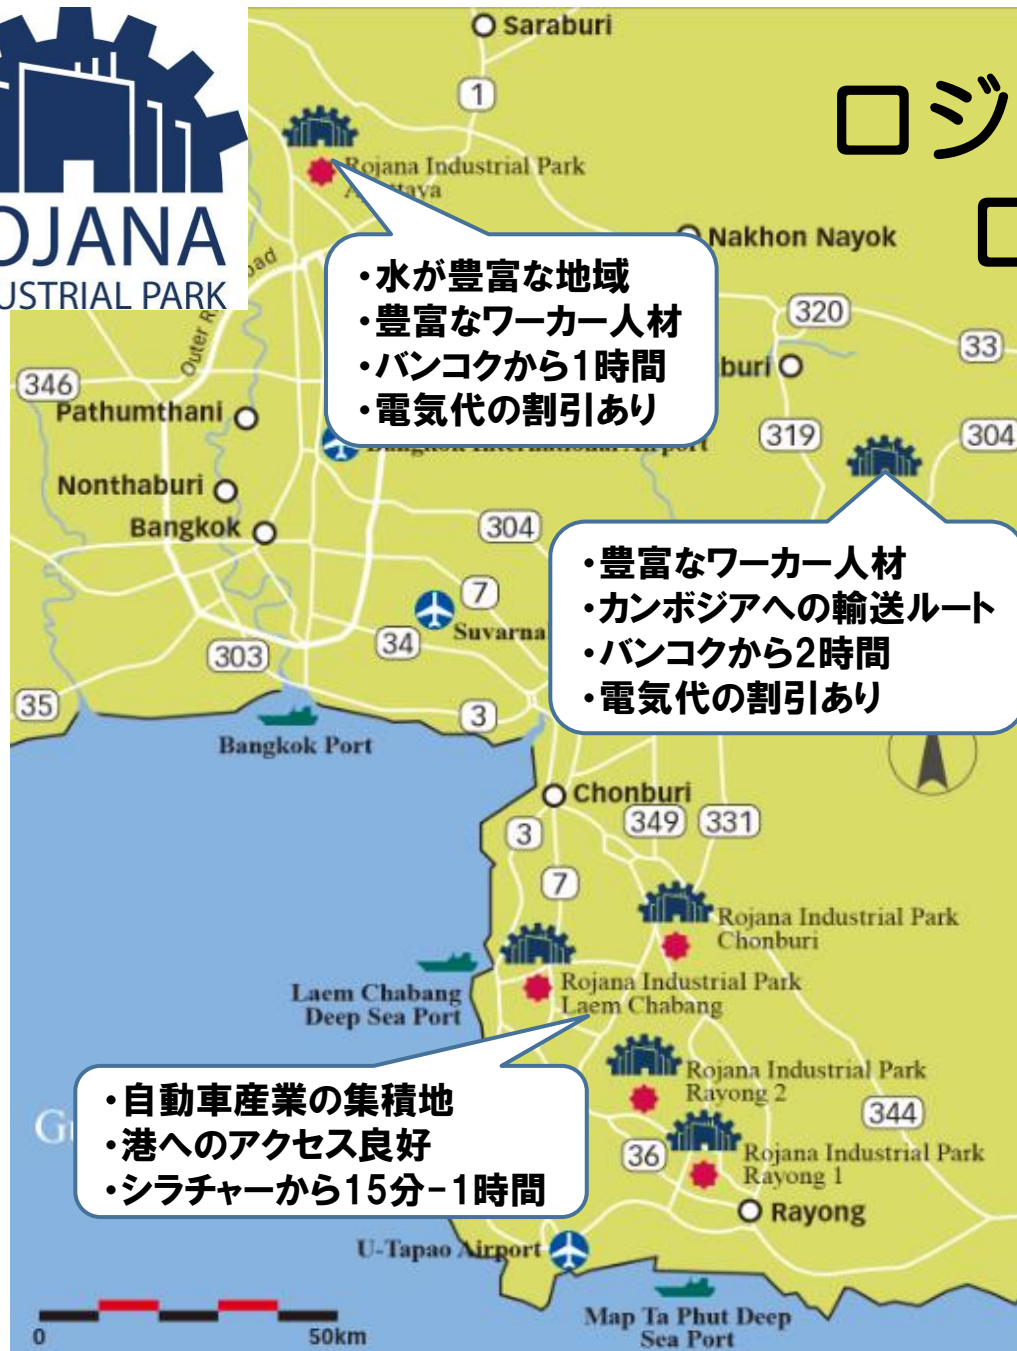 Saraburi
1
ロジ
ROJANA
INDUSTRIAL PARK
Rojana Industrial Park
Nakhon Nayok
・水が豊富な地域
・豊富なワーカー人材
・バンコクから1時間
・電気代の割引あり
Outer
320
33
buri
346
Pathumthani
319
304
Bangkok International Airport
Nonthaburi
Bangkok
304
・豊富なワーカー人材
・カンボジアへの輸送ルート
・バンコクから2時間
・電気代の割引あり
7
Suvarna
34
303
35
3
Bangkok Port
Chonburi
3
349
331
7
Rojana Industrial Park
Chonburi
Rojana Industrial Park
Laem Chabang
Laem Chabang
Deep Sea Port
Rojana Industrial Park
Rayong 2
・自動車産業の集積地
・港へのアクセス良好
・シラチャーから15分-1時間
344
36
Rojana Industrial Park
Rayong 1
Rayong
U-Tapao Airport
Map Ta Phut Deep
Sea Port
0
50km